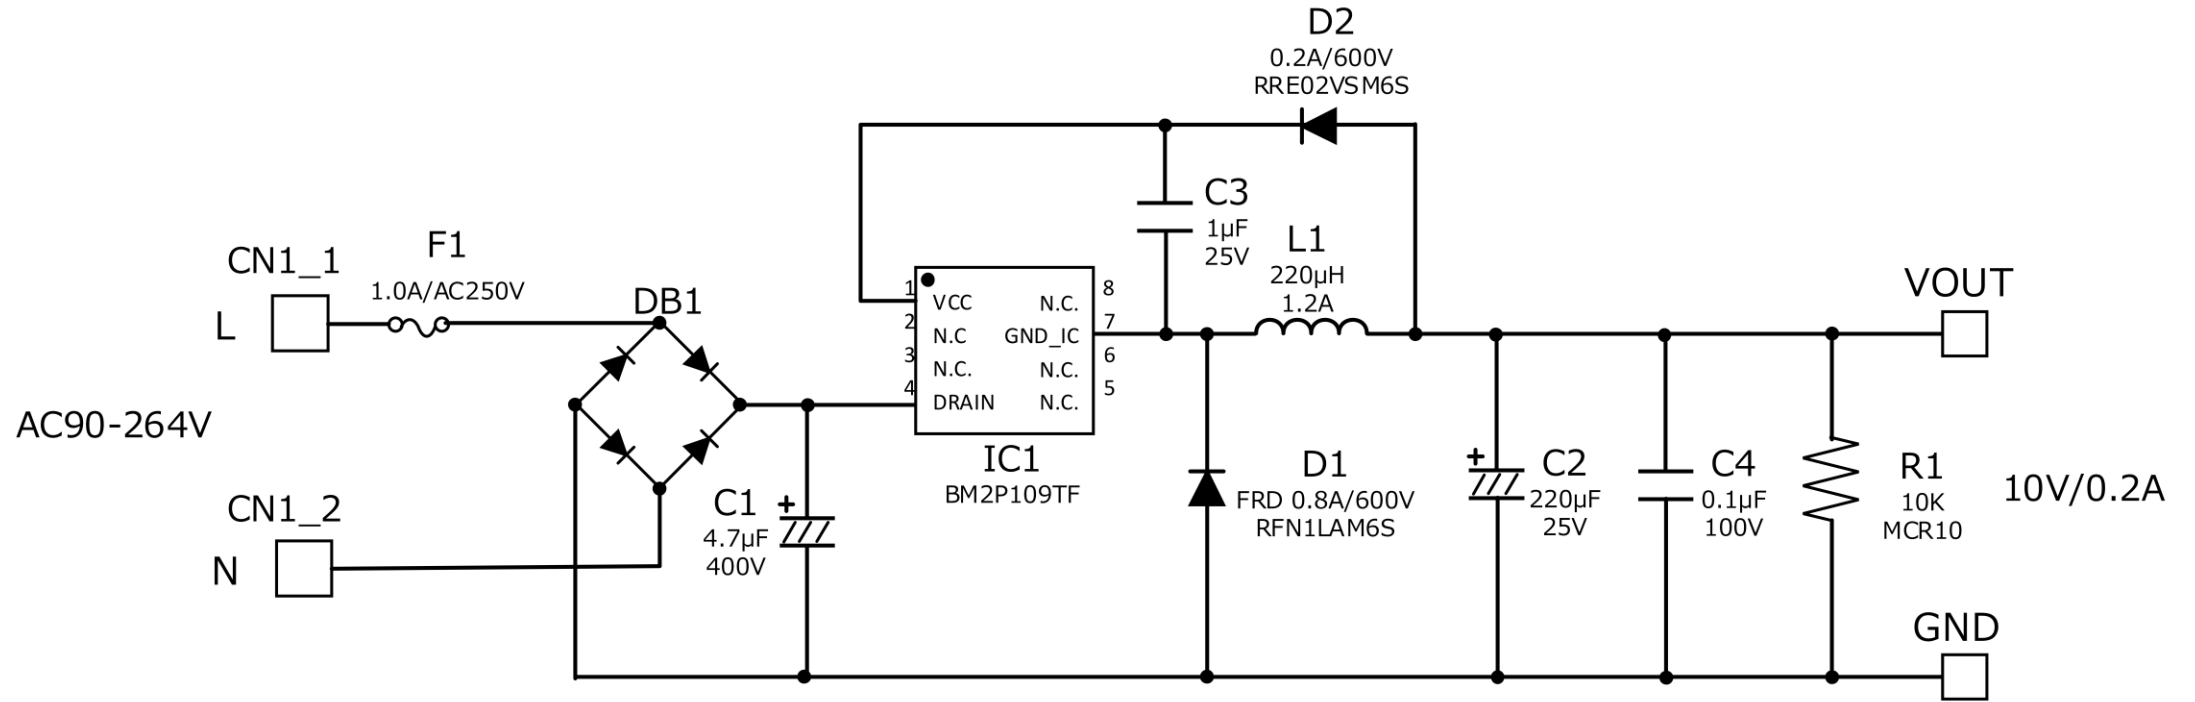 D2
0.2A/600V
RRE02VSM6S
C3
1μF
25V
L1
220μH
1.2A
CN1_1
L
F1
1.0A/AC250V
DB1
1
VCC
N.C.
8
2
N.C
GND_IC
7
3
N.C.
N.C.
6
4
DRAIN
N.C.
5
IC1
BM2P109TF
VOUT
AC90-264V
CN1_2
N
C1
+
4.7μF
400V
D1
FRD 0.8A/600V
RFN1LAM6S
+
C2
220μF
25V
C4
0.1μF
100V
R1
10K
MCR10
10V/0.2A
GND